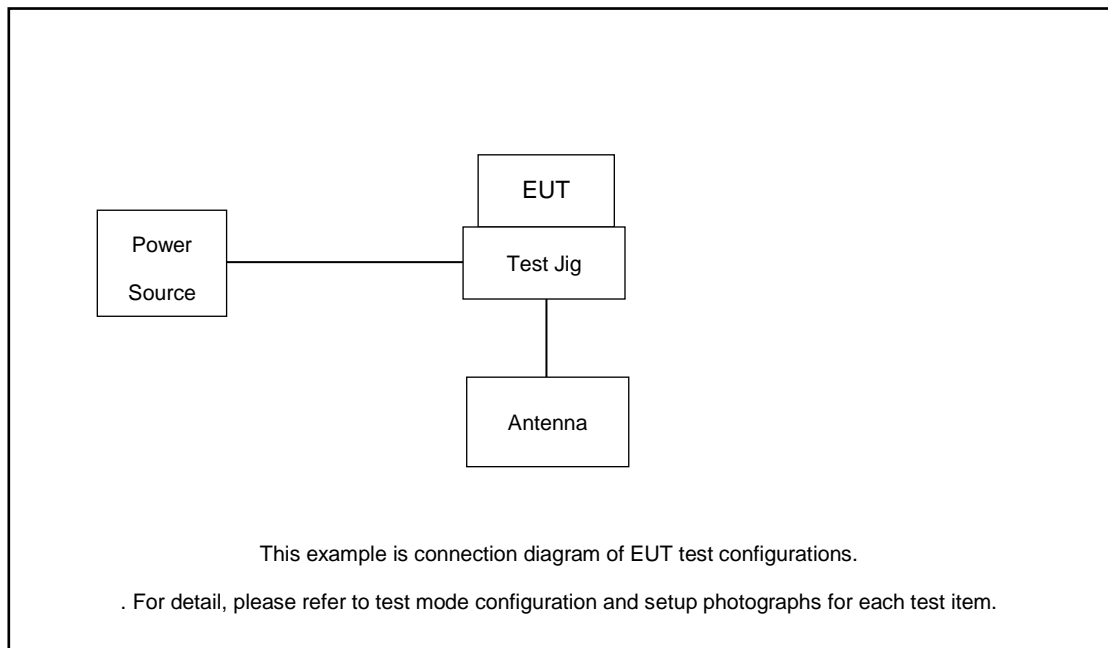 EUT
Power
Source
Test Jig
Antenna
This example is connection diagram of EUT test configurations.
. For detail, please refer to test mode configuration and setup photographs for each test item.